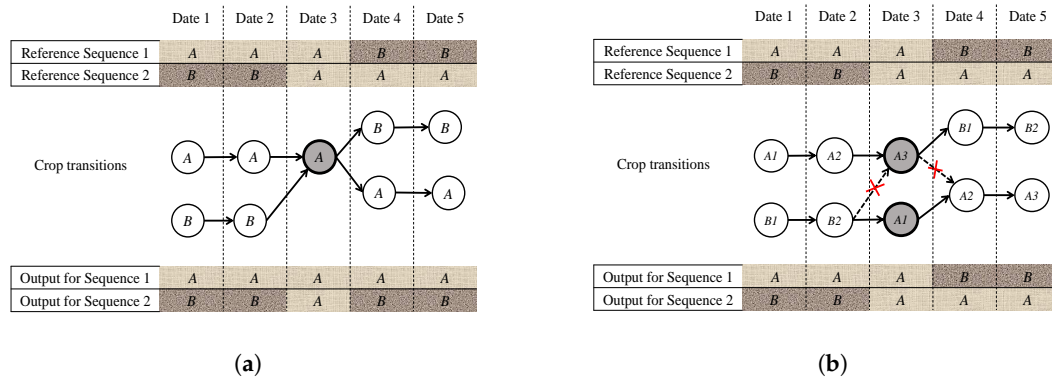 Date 1 Date 2 Date 3 Date 4 Date 5
Reference Sequence 1 A A A B B
Reference Sequence 2 B B A A A
B B
A A A
Crop transitions
A A
B B
Output for Sequence 1 A A A A A
Output for Sequence 2 B B A B B
(a)
Date 1 Date 2 Date 3 Date 4 Date 5
Reference Sequence 1 A A A B B
Reference Sequence 2 B B A A A
B1 B2
A1 A2 A3
Crop transitions
A2 A3
B1 B2 A1
Output for Sequence 1 A A A B B
Output for Sequence 2 B B A A A
(b)